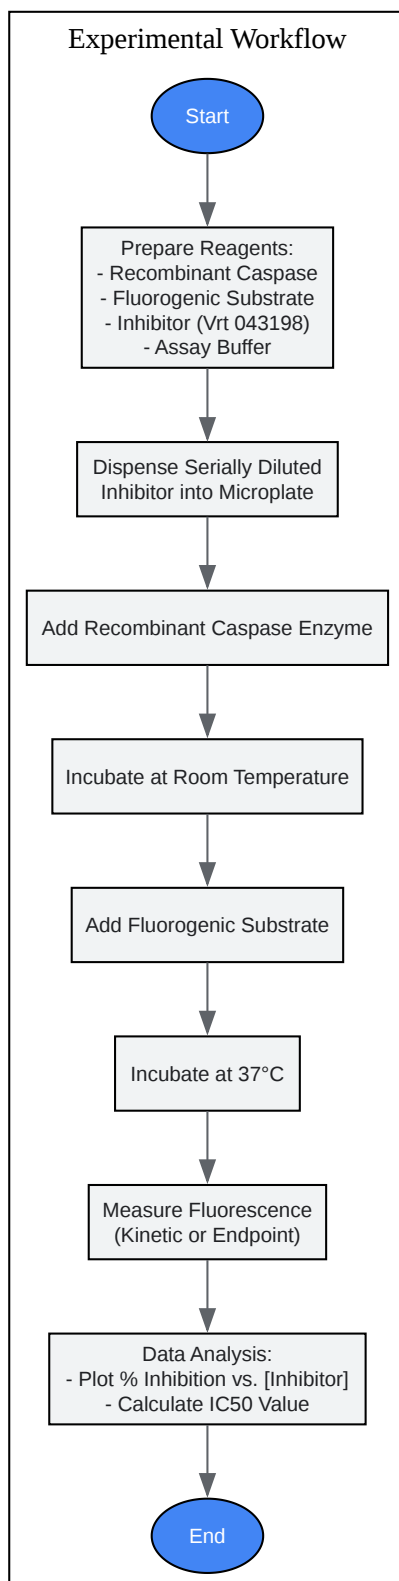 Experimental Workflow
Start
Prepare Reagents:
- Recombinant Caspase
- Fluorogenic Substrate
- Inhibitor (Vrt 043198)
- Assay Buffer
Dispense Serially Diluted
Inhibitor into Microplate
Add Recombinant Caspase Enzyme
Incubate at Room Temperature
Add Fluorogenic Substrate
Incubate at 37°C
Measure Fluorescence
(Kinetic or Endpoint)
Data Analysis:
- Plot % Inhibition vs. [Inhibitor]
- Calculate IC50 Value
End